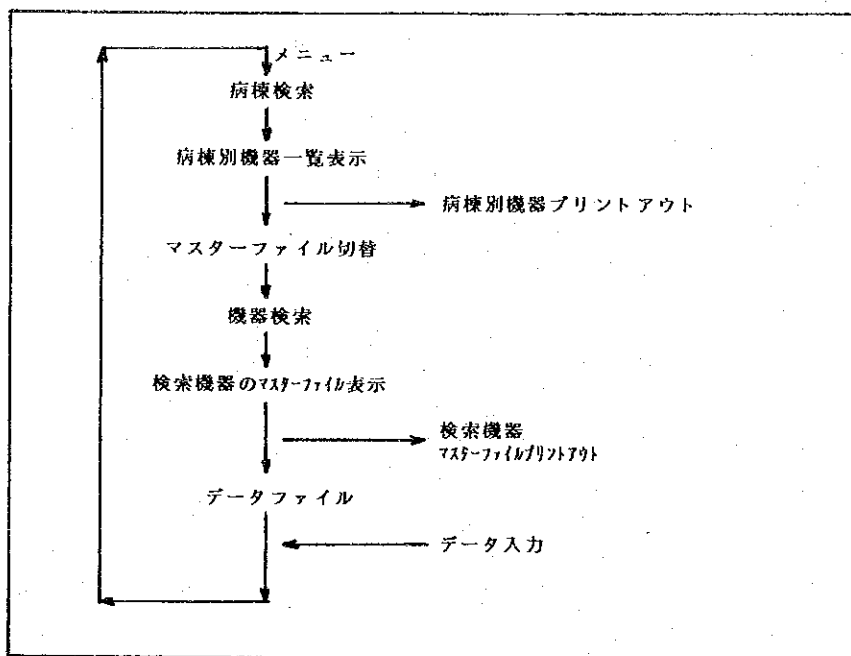 メニュー
病棟検索
病棟別機器一覧表示
病棟別機器プリントアウト
マスターファイル切替
機器検索
検索機器のﾏｽﾀｰﾌｧｲﾙ表示
検索機器
ﾏｽﾀｰﾌｧｲﾙﾌﾟﾘﾝﾄｱｳﾄ
データファイル
データ入力